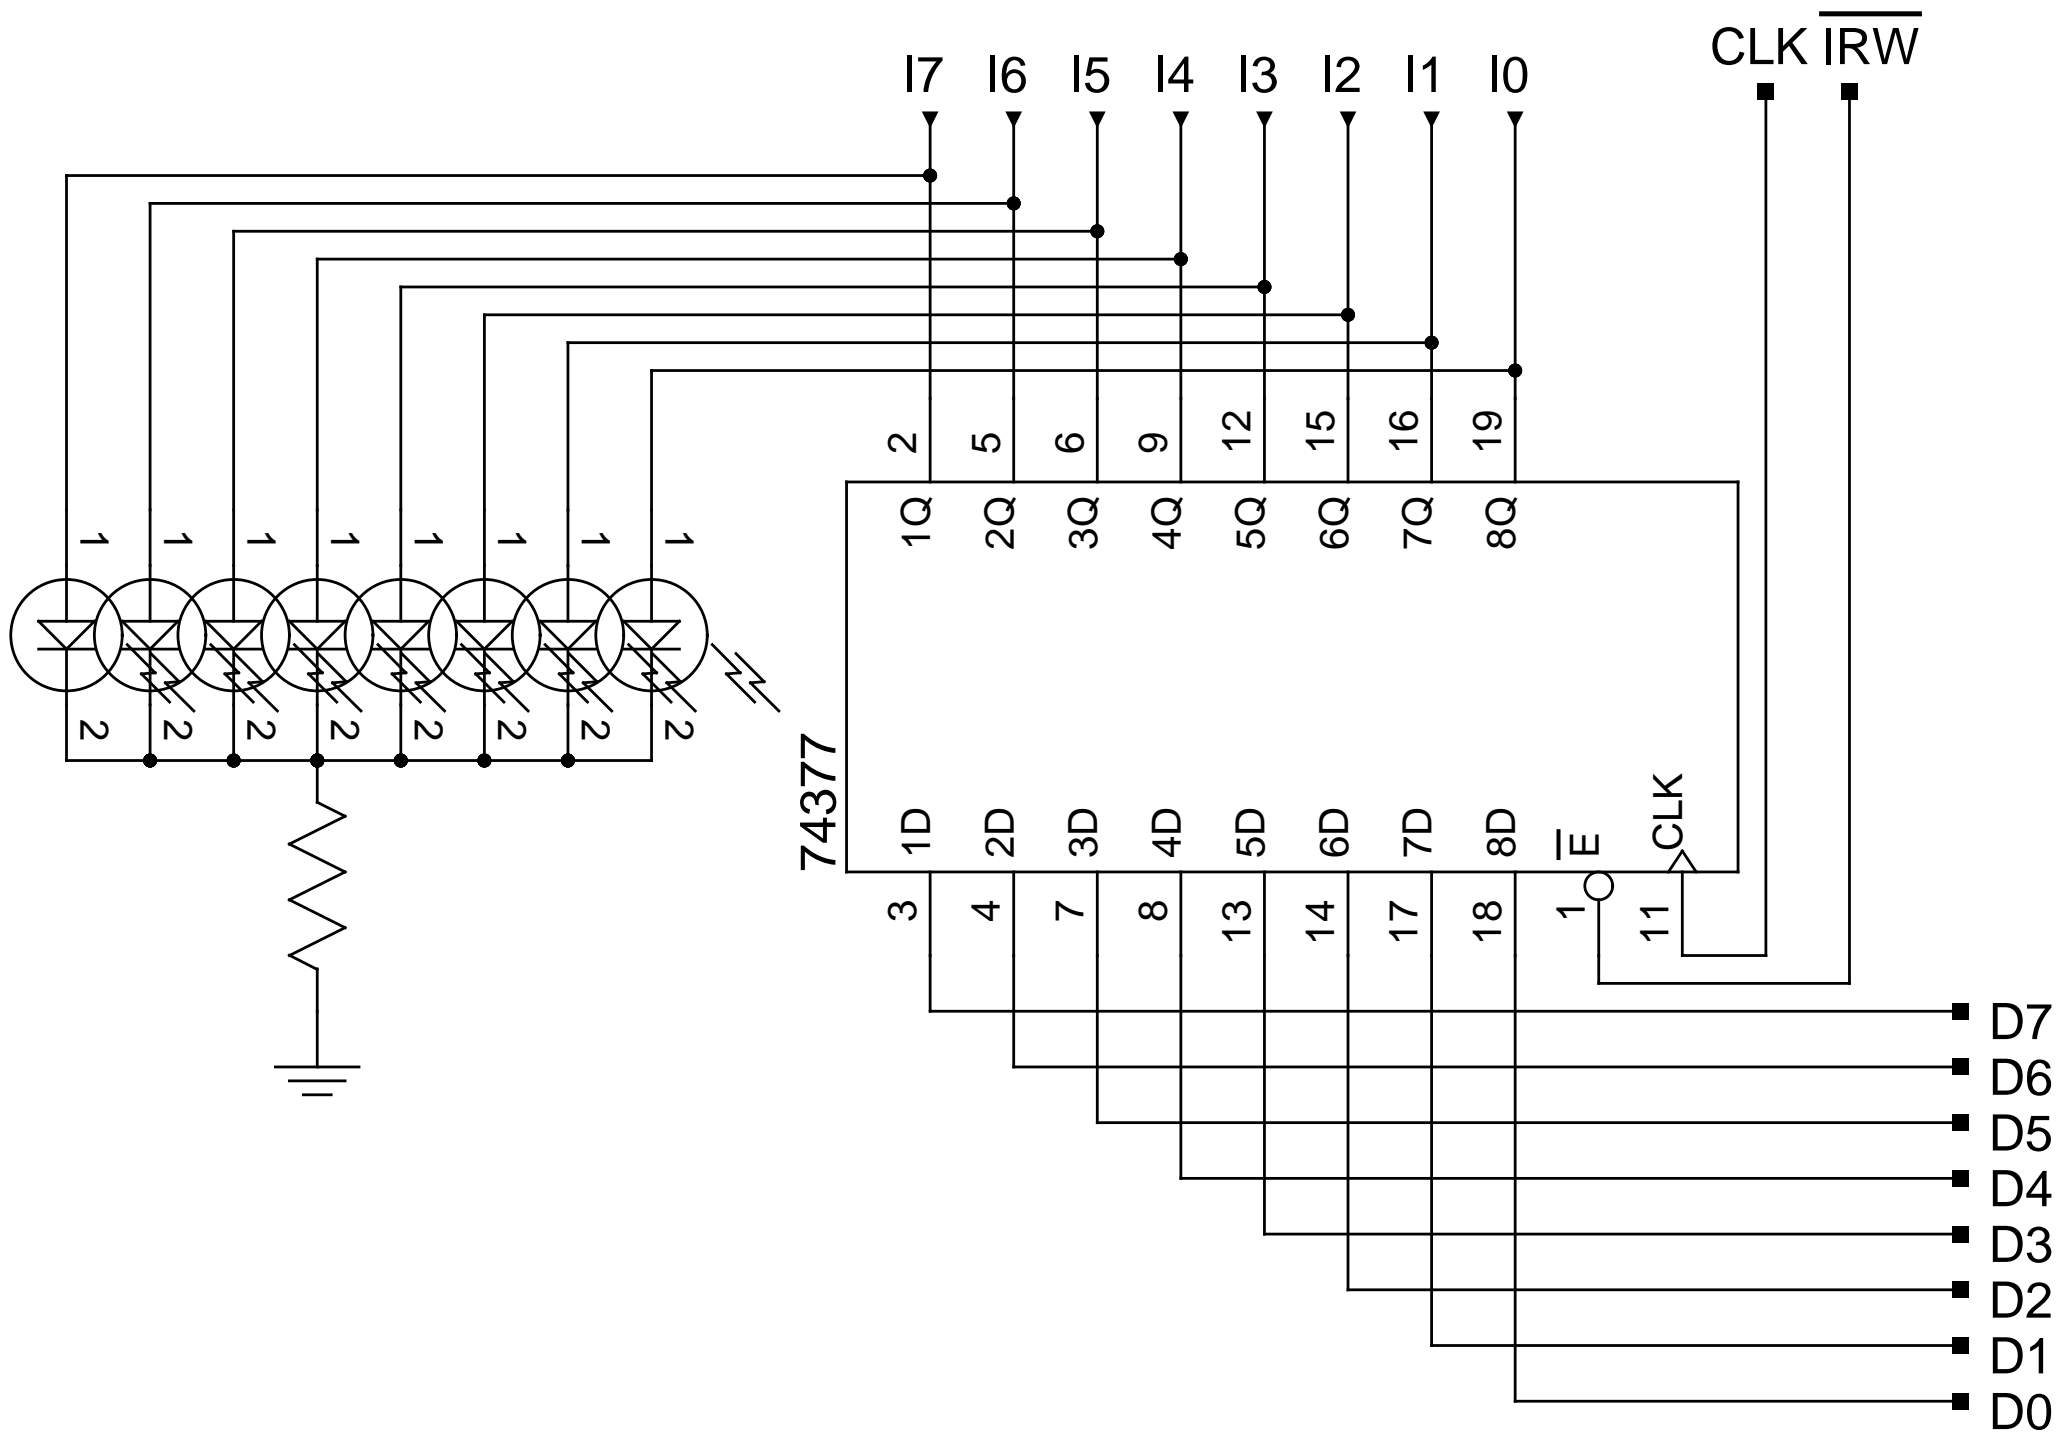 CLK I̅R̅W̅
I7 I6 I5 I4 I3 I2 I1 I0
2 5 6 9 12 15 16 19
1Q 2Q 3Q 4Q 5Q 6Q 7Q 8Q
1 1 1 1 1 1 1 1
2 2 2 2 2 2 2 2
74377
1D 2D 3D 4D 5D 6D 7D 8D E̅ CLK
3 4 7 8 13 14 17 18 1 11
D7
D6
D5
D4
D3
D2
D1
D0